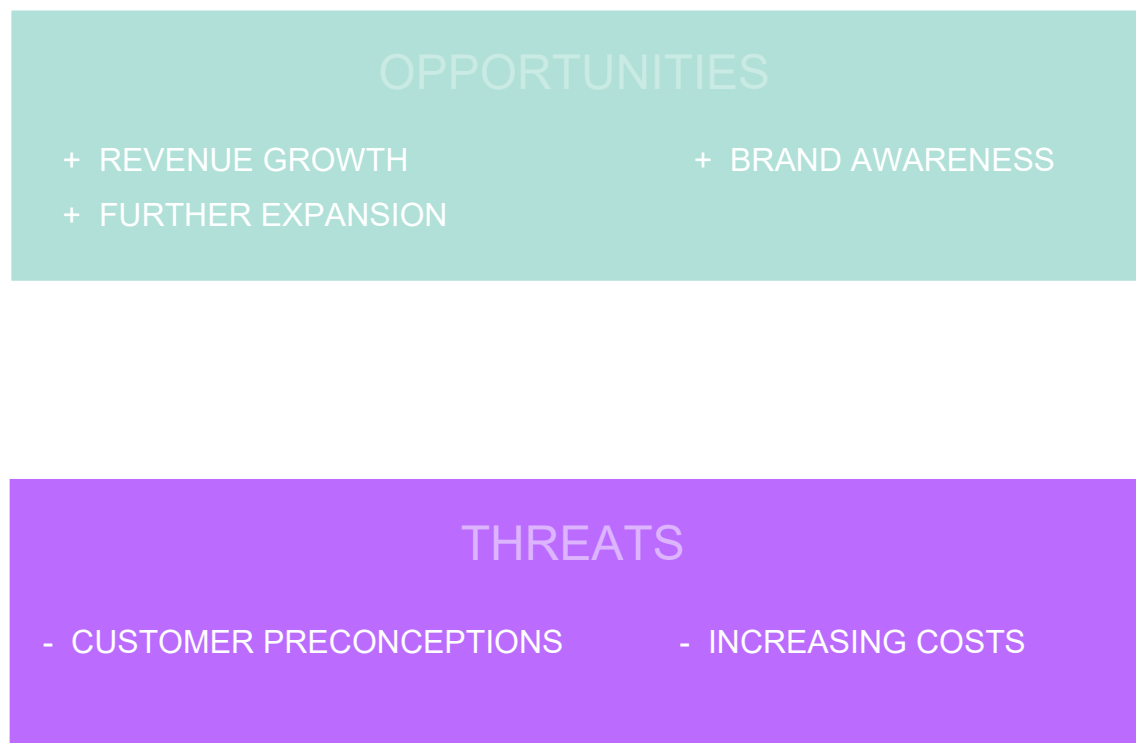 OPPORTUNITIES
+ REVENUE GROWTH
+ FURTHER EXPANSION
+ BRAND AWARENESS
THREATS
- CUSTOMER PRECONCEPTIONS
- INCREASING COSTS